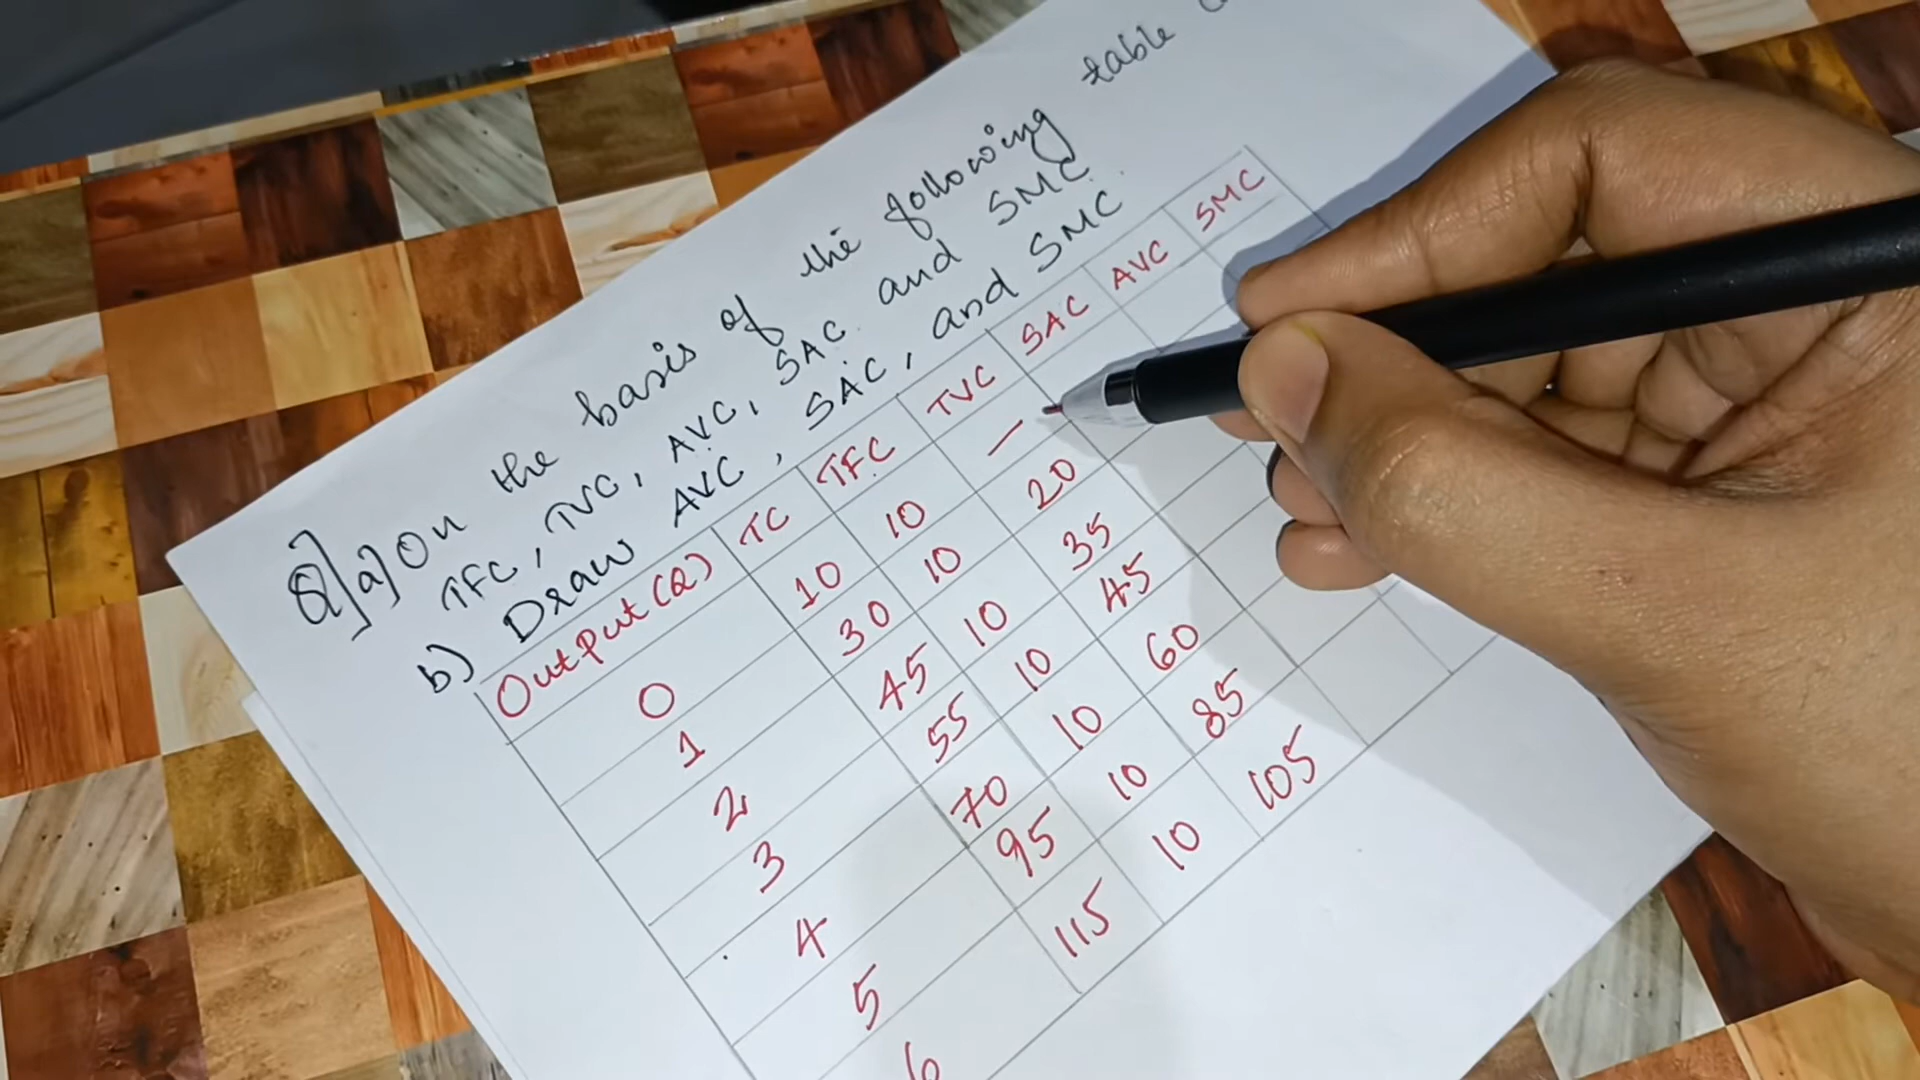 Q] a) On the basis of the following table
TFC, TVC, AVC, SAC and SMC
b) Draw AVC, SAC, and SMC.
Output(Q) TC TFC TVC SAC AVC SMC
0 10 10 —
1 30 10 20
2 45 10 35
3 55 10 45
4 70 10 60
5 95 10 85
6 115 10 105